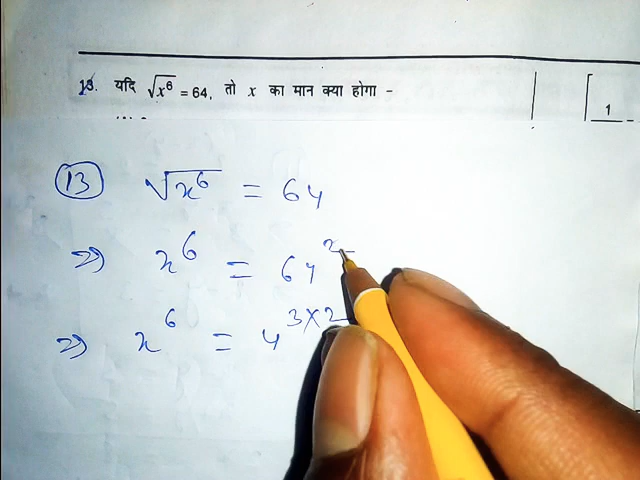 13. यदि √x⁶ = 64, तो x का मान क्या होगा -
1
(13) √x⁶ = 64
⇒ x⁶ = 64²
⇒ x⁶ = 4³ˣ²